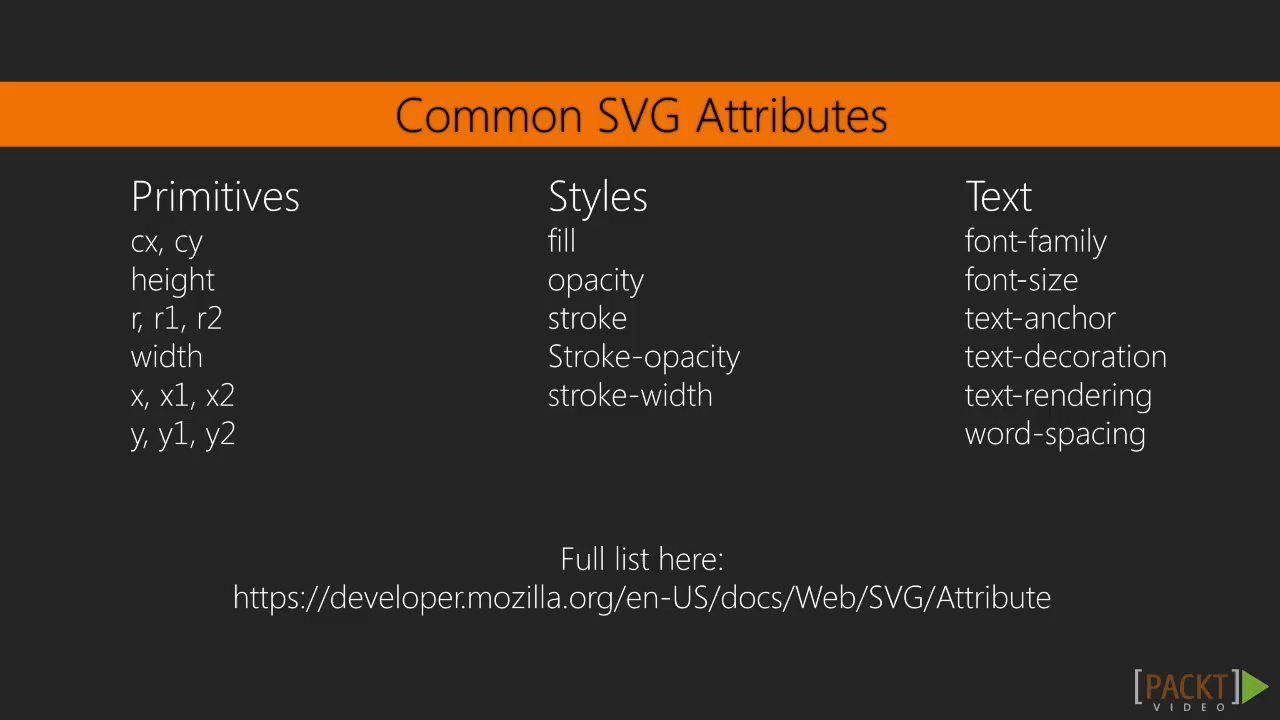 Common SVG Attributes
Primitives
cx, cy
height
r, r1, r2
width
x, x1, x2
y, y1, y2
Styles
fill
opacity
stroke
Stroke-opacity
stroke-width
Text
font-family
font-size
text-anchor
text-decoration
text-rendering
word-spacing
Full list here:
https://developer.mozilla.org/en-US/docs/Web/SVG/Attribute
[PACKT]
VIDEO